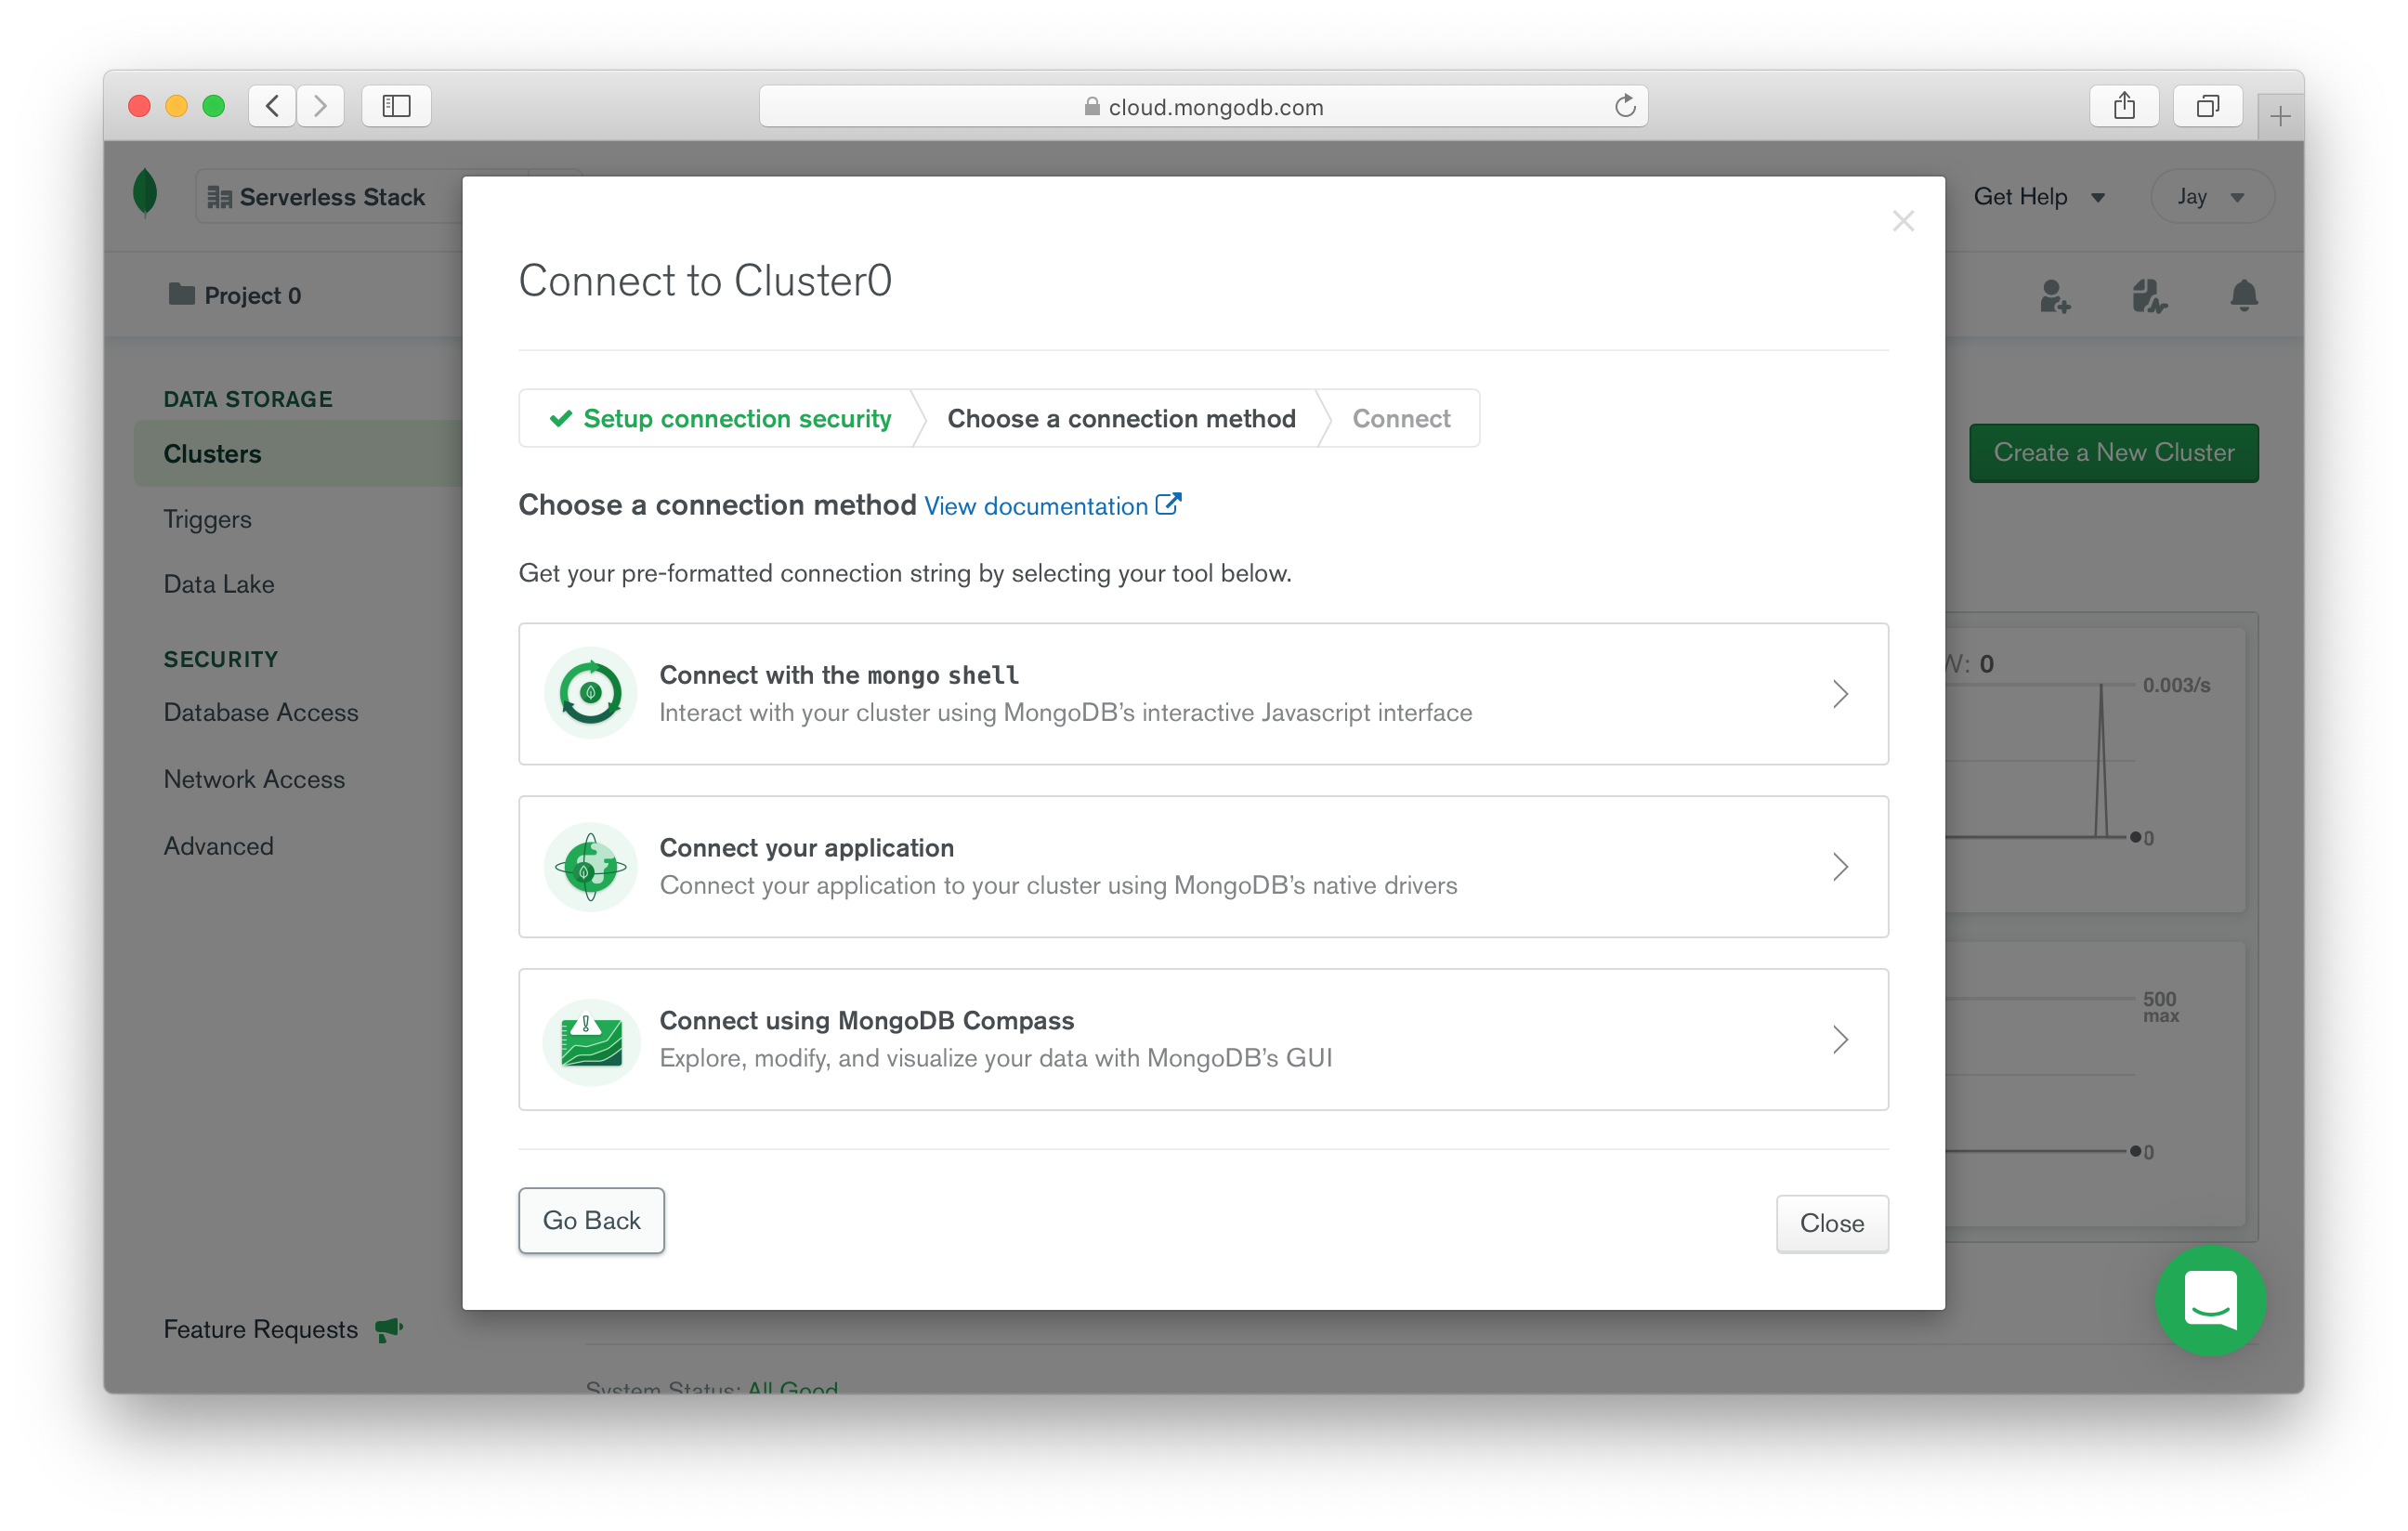 cloud.mongodb.com
Serverless Stack
Get Help
Jay
Project 0
Connect to Cluster0
DATA STORAGE
Clusters
Triggers
Data Lake
SECURITY
Database Access
Network Access
Advanced
Feature Requests
Setup connection security
Choose a connection method
Connect
Create a New Cluster
Choose a connection method View documentation
Get your pre-formatted connection string by selecting your tool below.
Connect with the mongo shell
Interact with your cluster using MongoDB’s interactive Javascript interface
Connect your application
Connect your application to your cluster using MongoDB’s native drivers
Connect using MongoDB Compass
Explore, modify, and visualize your data with MongoDB’s GUI
Go Back
Close
W: 0
0.003/s
0
500
max
0
System Status: All Good